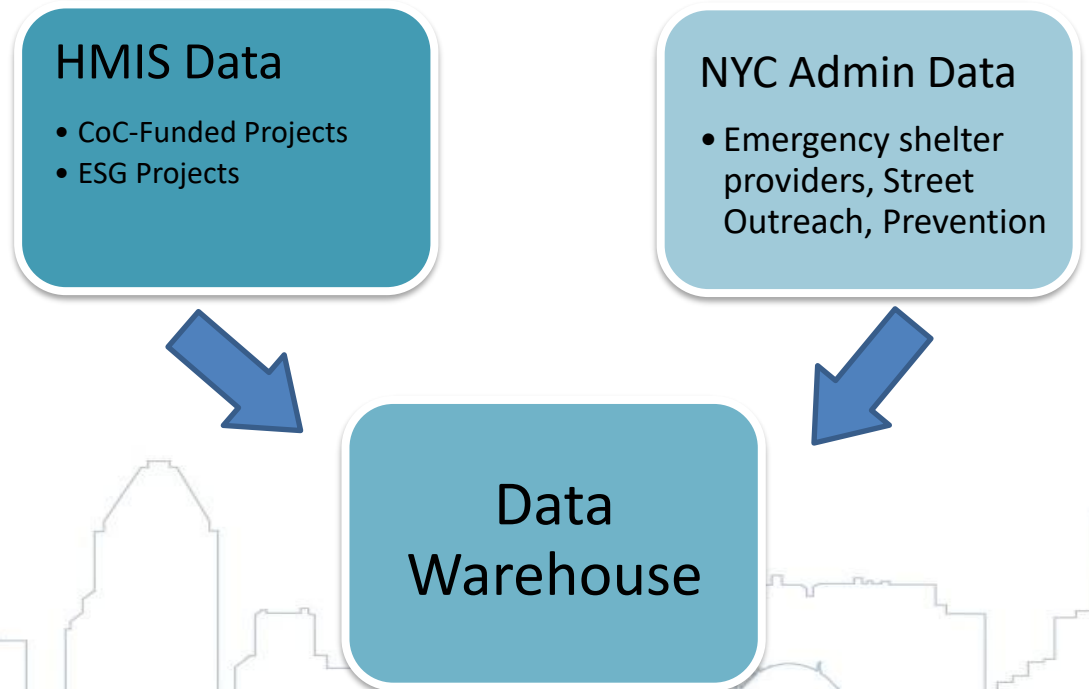 HMIS Data
• CoC-Funded Projects
• ESG Projects
NYC Admin Data
• Emergency shelter
providers, Street
Outreach, Prevention
Data
Warehouse